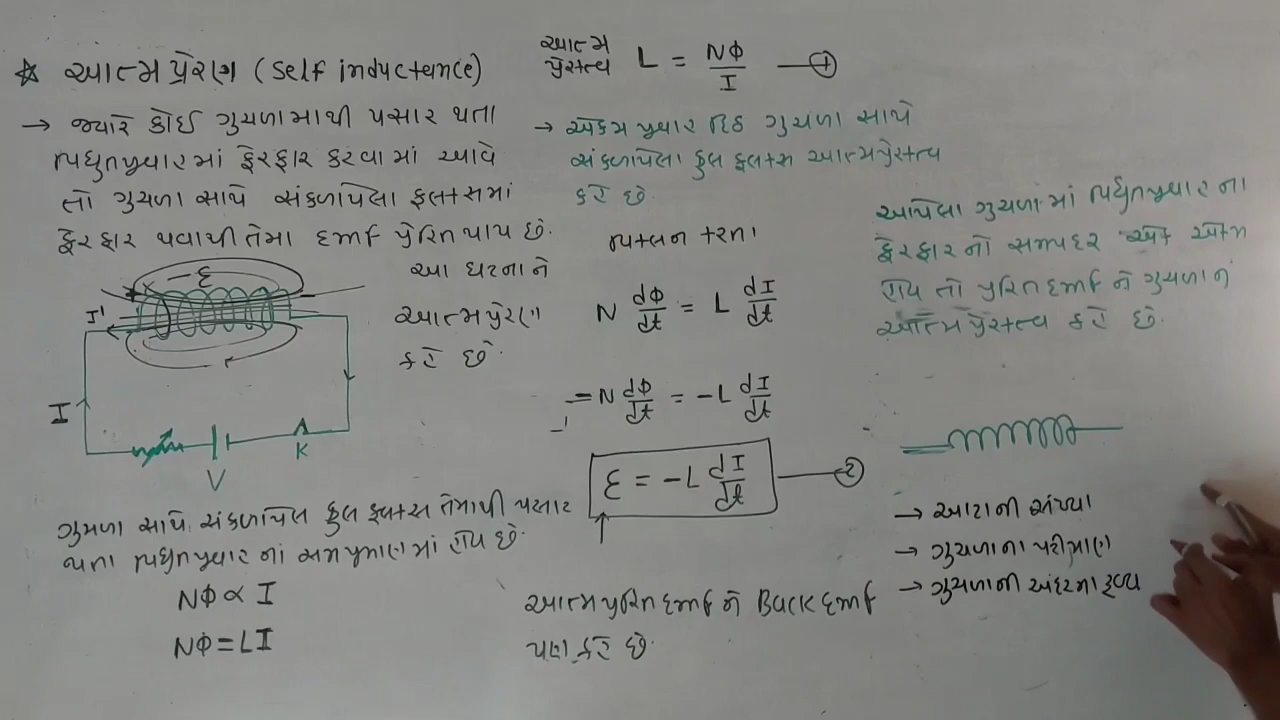 ☆ આત્મ પ્રેરણ (Self inductance)
→ જ્યારે કોઈ ગુચળામાથી પસાર થતા
વિધુતપ્રવાહમાં ફેરફાર કરવામાં આવે
તો ગુચળા સાથે સંકળાયેલા ફ્લક્સમાં
ફેરફાર થવાથી તેમા emf પ્રેરિત થાય છે.
આ ઘટનાને
આત્મપ્રેરણ
કહે છે.
-ε
I'
I
V
K
ગુચળા સાથે સંકળાયેલ કુલ ફ્લક્સ તેમાથી પસાર
થતા વિધુતપ્રવાહનાં સમપ્રમાણમાં હોય છે.
NΦ ∝ I
NΦ = LI
આત્મ
પ્રેરકત્વ L = NΦ / I —①
→ એકમ પ્રવાહ દિઠ ગુચળા સાથે
સંકળાયેલા કુલ ફ્લક્સ આત્મપ્રેરકત્વ
કહે છે.
વિકલન કરતા
N dΦ/dt = L dI/dt
-N dΦ/dt = -L dI/dt
ε = -L dI/dt —②
આત્મ પ્રેરિત emf ને Back emf
પણ કહે છે.
આપેલા ગુચળામાં વિધુતપ્રવાહ ના
ફેરફારનો સમયદર એક એકમ
હોય તો પ્રેરિત emf ને ગુચળાનું
આત્મપ્રેરકત્વ કહે છે.
→ આટાની સંખ્યા
→ ગુચળાના પરીમાણ
→ ગુચળાની અંદરના દ્રવ્ય